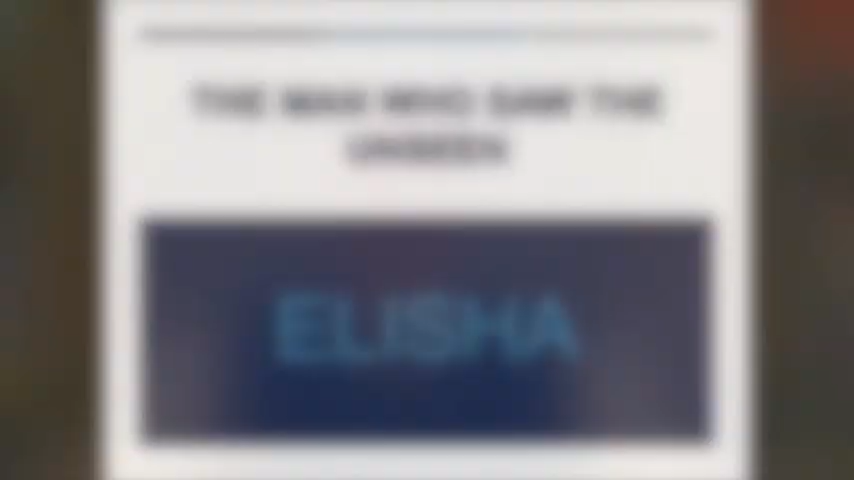 THE MAN WHO SAW THE
UNSEEN
ELISHA